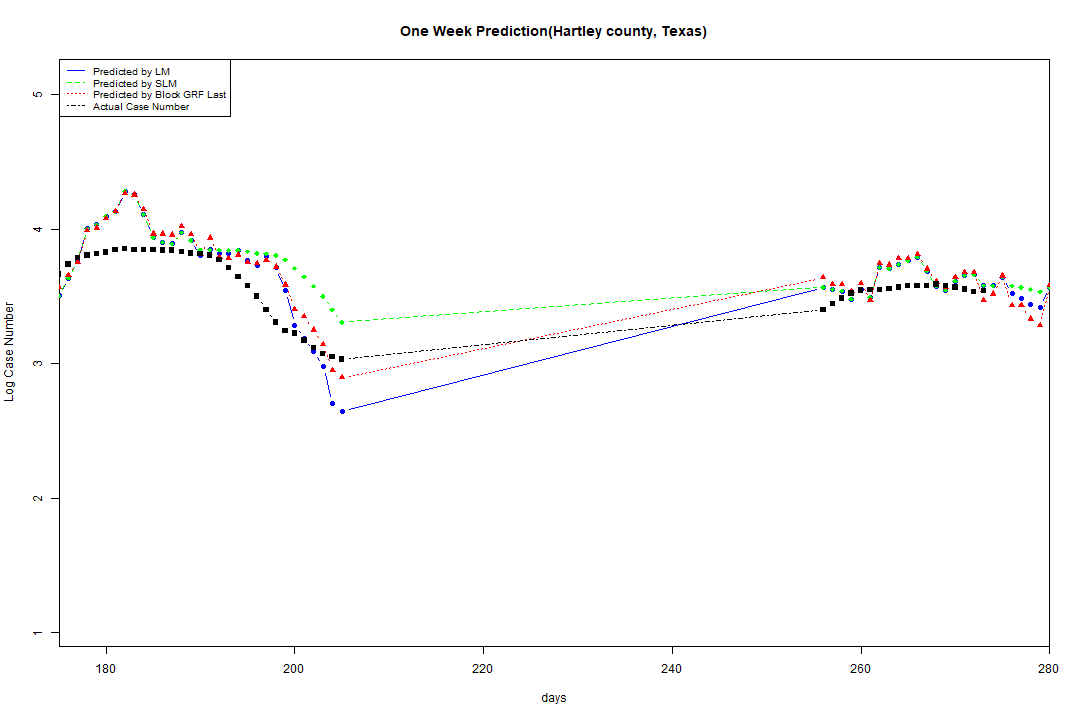 One Week Prediction(Hartley county, Texas)
Predicted by LM
Predicted by SLM
Predicted by Block GRF Last
Actual Case Number
5
4
3
2
1
Log Case Number
180
200
220
240
260
280
days